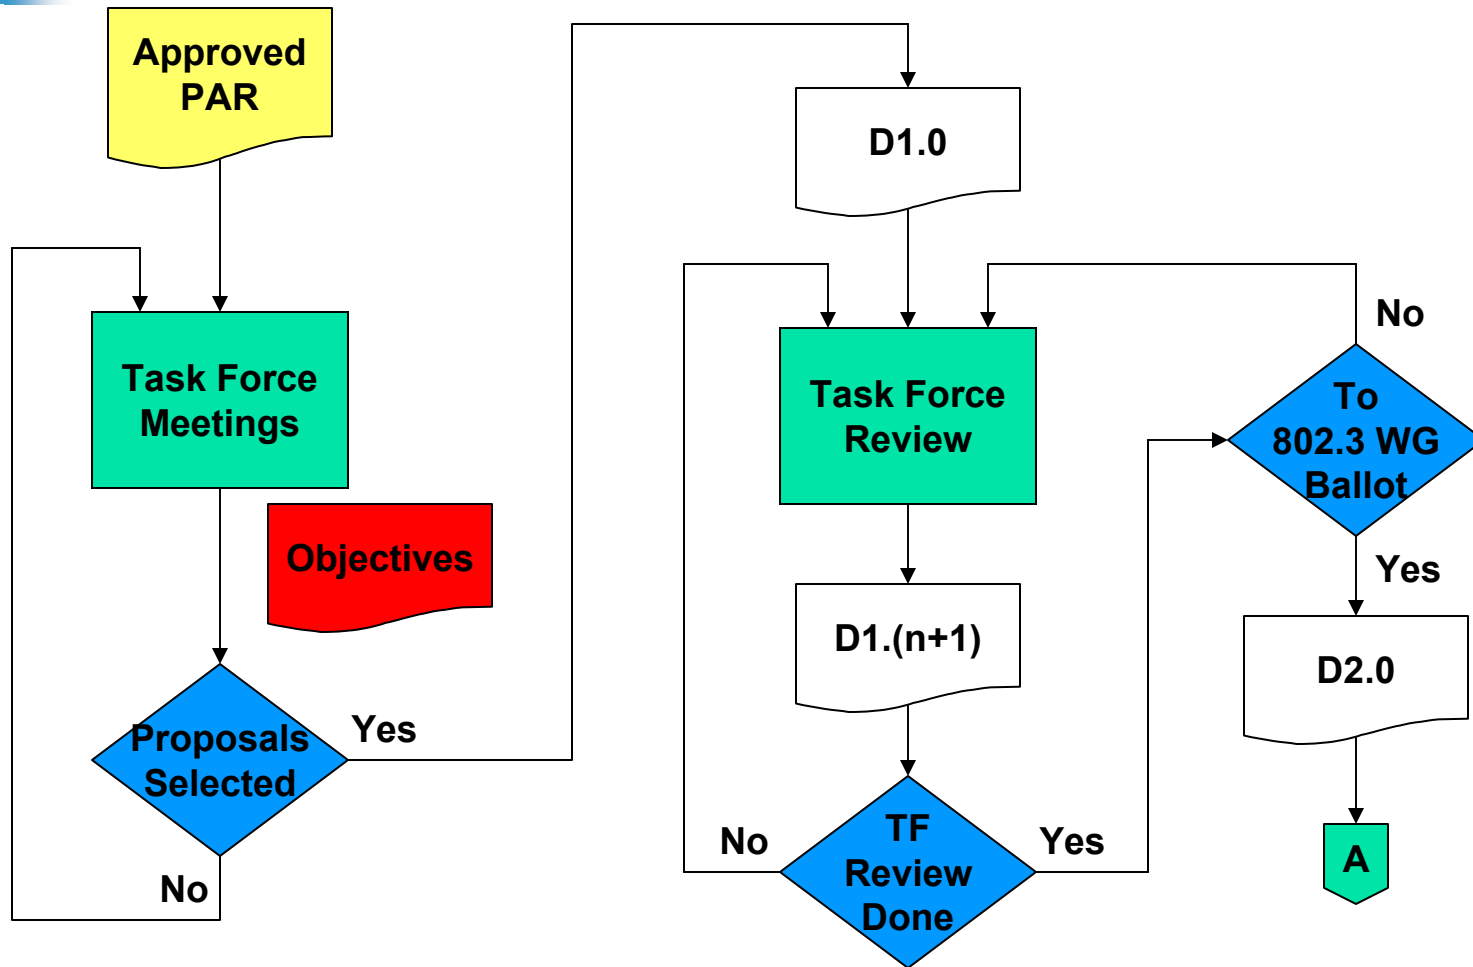 Approved
PAR
Task Force
Meetings
Objectives
Proposals
Selected
Yes
No
D1.0
Task Force
Review
D1.(n+1)
TF
Review
Done
No
Yes
To
802.3 WG
Ballot
No
Yes
D2.0
A